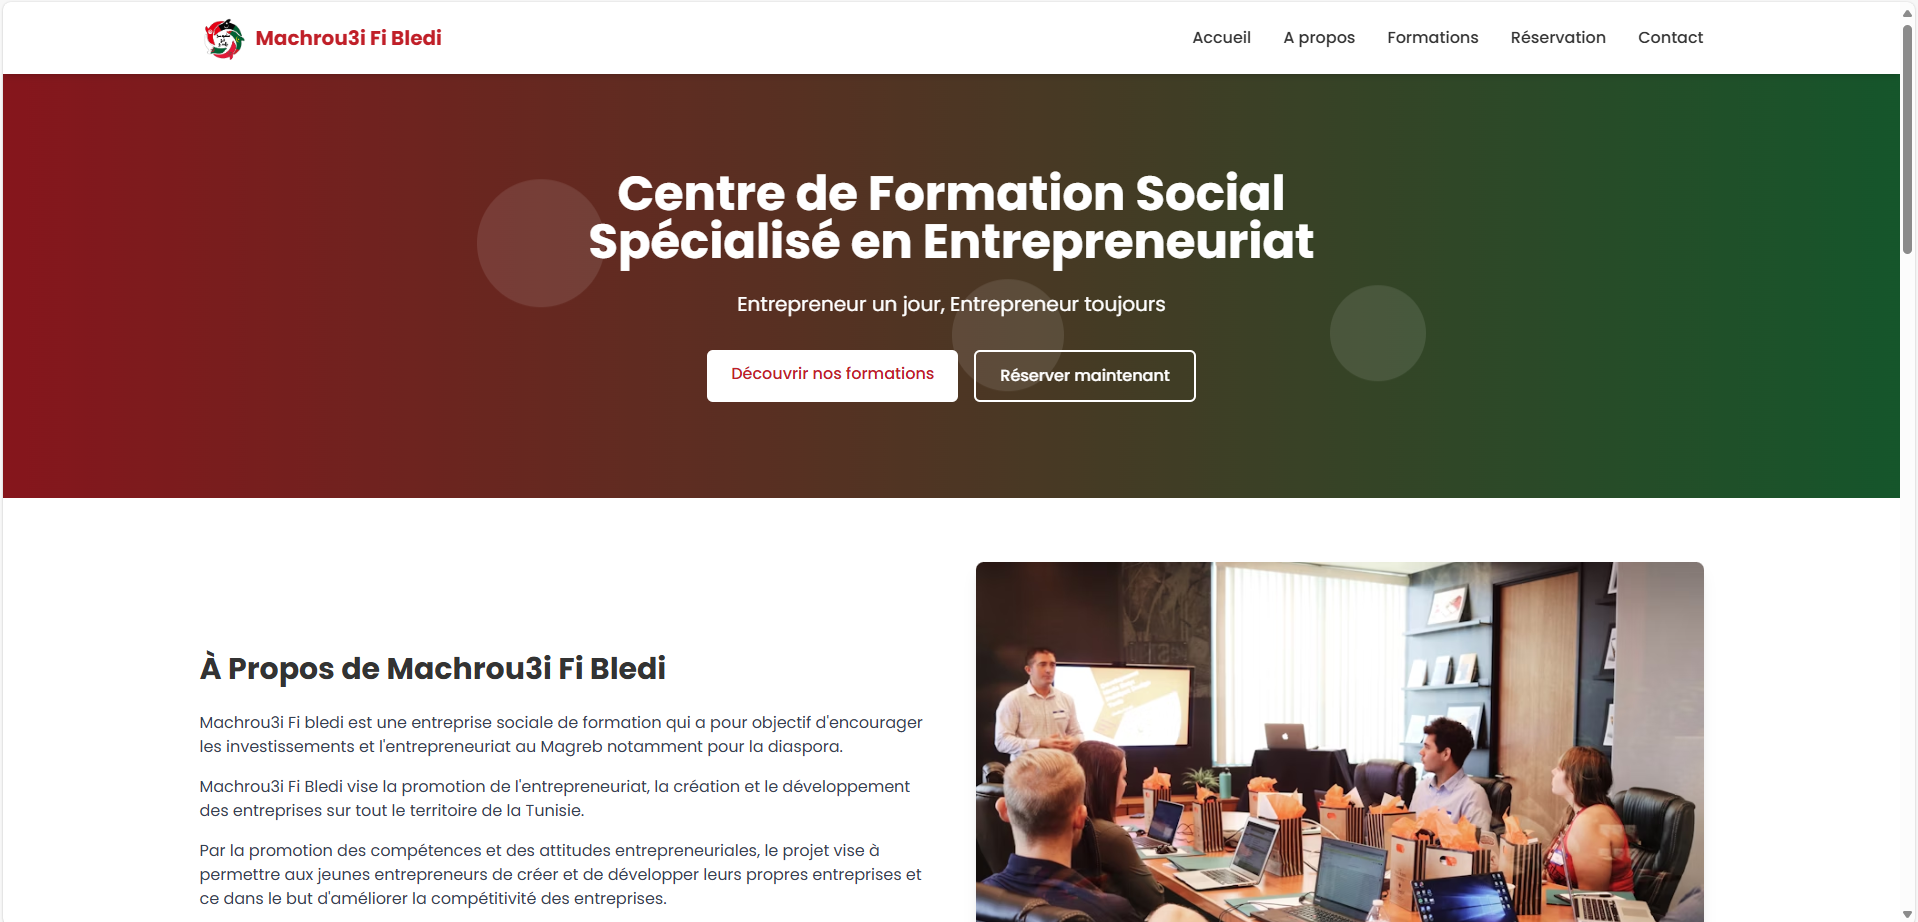 Machrou3i Fi Bledi
Accueil
A propos
Formations
Réservation
Contact
Centre de Formation Social
Spécialisé en Entrepreneuriat
Entrepreneur un jour, Entrepreneur toujours
Découvrir nos formations
Réserver maintenant
À Propos de Machrou3i Fi Bledi
Machrou3i Fi bledi est une entreprise sociale de formation qui a pour objectif d'encourager
les investissements et l'entrepreneuriat au Magreb notamment pour la diaspora.
Machrou3i Fi Bledi vise la promotion de l'entrepreneuriat, la création et le développement
des entreprises sur tout le territoire de la Tunisie.
Par la promotion des compétences et des attitudes entrepreneuriales, le projet vise à
permettre aux jeunes entrepreneurs de créer et de développer leurs propres entreprises et
ce dans le but d'améliorer la compétitivité des entreprises.